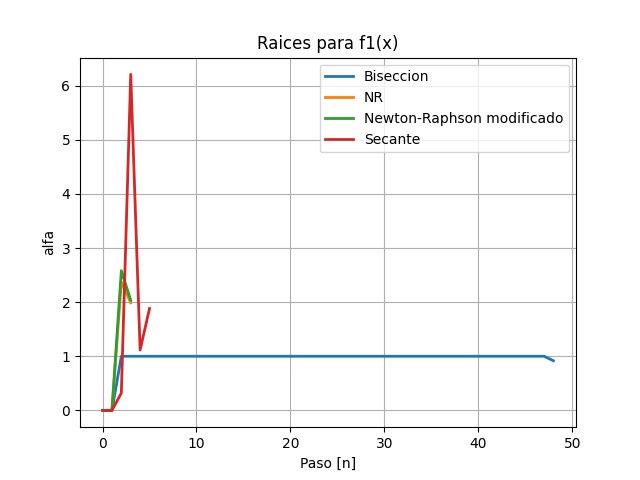 Raices para f1(x)
Biseccion
NR
Newton-Raphson modificado
Secante
alfa
6
5
4
3
2
1
0
0 10 20 30 40 50
Paso [n]